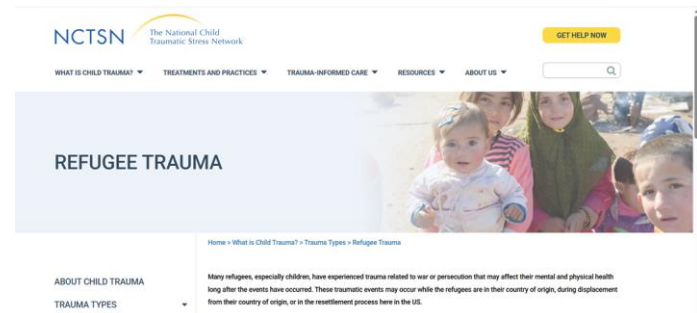 NCTSN
The National Child
Traumatic Stress Network
GET HELP NOW
WHAT IS CHILD TRAUMA? TREATMENTS AND PRACTICES TRAUMA-INFORMED CARE RESOURCES ABOUT US
REFUGEE TRAUMA
Home > What is Child Trauma? > Trauma Types > Refugee Trauma
ABOUT CHILD TRAUMA
TRAUMA TYPES
Many refugees, especially children, have experienced trauma related to war or persecution that may affect their mental and physical health
long after the events have occurred. These traumatic events may occur while the refugees are in their country of origin, during displacement
from their country of origin, or in the resettlement process here in the US.